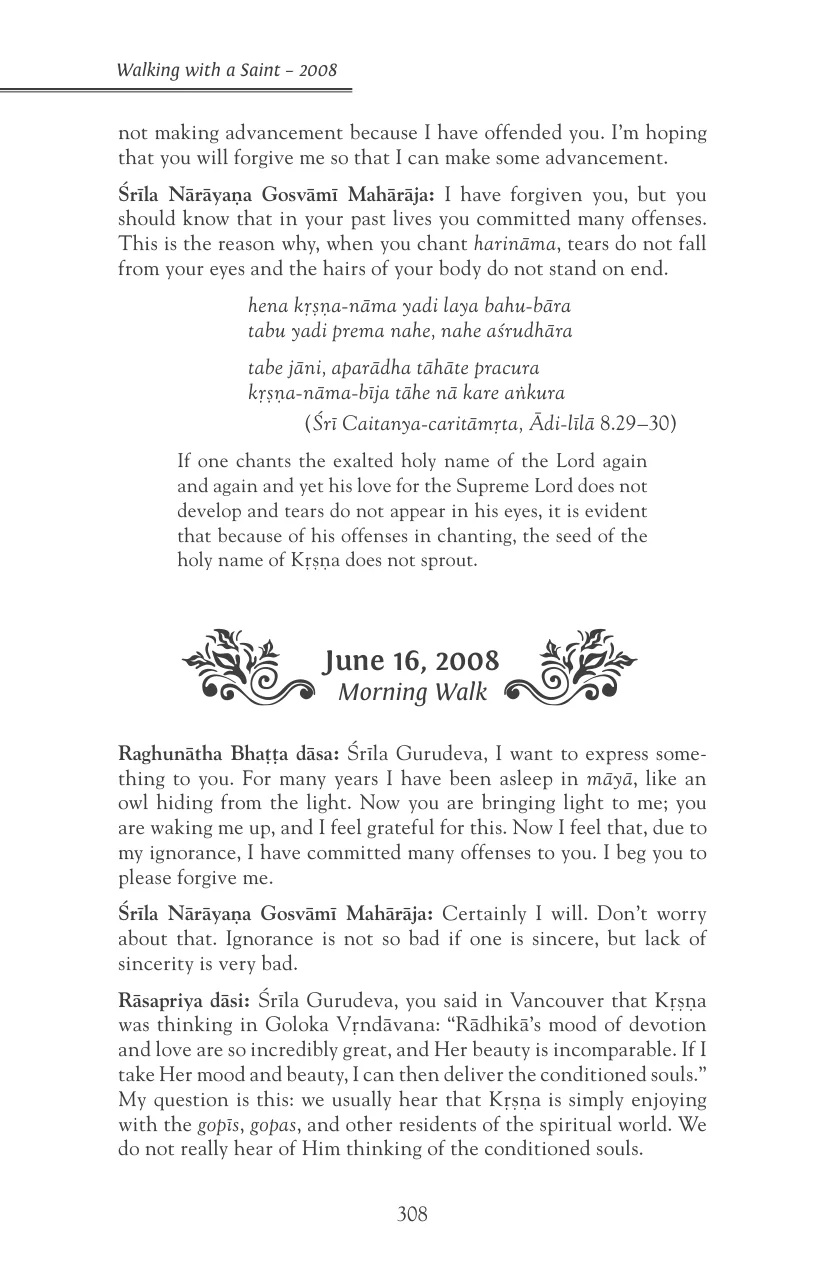 Walking with a Saint – 2008
not making advancement because I have offended you. I’m hoping
that you will forgive me so that I can make some advancement.
Śrīla Nārāyaṇa Gosvāmī Mahārāja: I have forgiven you, but you
should know that in your past lives you committed many offenses.
This is the reason why, when you chant harināma, tears do not fall
from your eyes and the hairs of your body do not stand on end.
hena kṛṣṇa-nāma yadi laya bahu-bāra
tabu yadi prema nahe, nahe aśrudhāra
tabe jāni, aparādha tāhāte pracura
kṛṣṇa-nāma-bīja tāhe nā kare aṅkura
(Śrī Caitanya-caritāmṛta, Ādi-līlā 8.29–30)
If one chants the exalted holy name of the Lord again
and again and yet his love for the Supreme Lord does not
develop and tears do not appear in his eyes, it is evident
that because of his offenses in chanting, the seed of the
holy name of Kṛṣṇa does not sprout.
June 16, 2008
Morning Walk
Raghunātha Bhaṭṭa dāsa: Śrīla Gurudeva, I want to express some-
thing to you. For many years I have been asleep in māyā, like an
owl hiding from the light. Now you are bringing light to me; you
are waking me up, and I feel grateful for this. Now I feel that, due to
my ignorance, I have committed many offenses to you. I beg you to
please forgive me.
Śrīla Nārāyaṇa Gosvāmī Mahārāja: Certainly I will. Don’t worry
about that. Ignorance is not so bad if one is sincere, but lack of
sincerity is very bad.
Rāsapriya dāsi: Śrīla Gurudeva, you said in Vancouver that Kṛṣṇa
was thinking in Goloka Vṛndāvana: “Rādhikā’s mood of devotion
and love are so incredibly great, and Her beauty is incomparable. If I
take Her mood and beauty, I can then deliver the conditioned souls.”
My question is this: we usually hear that Kṛṣṇa is simply enjoying
with the gopīs, gopas, and other residents of the spiritual world. We
do not really hear of Him thinking of the conditioned souls.
308